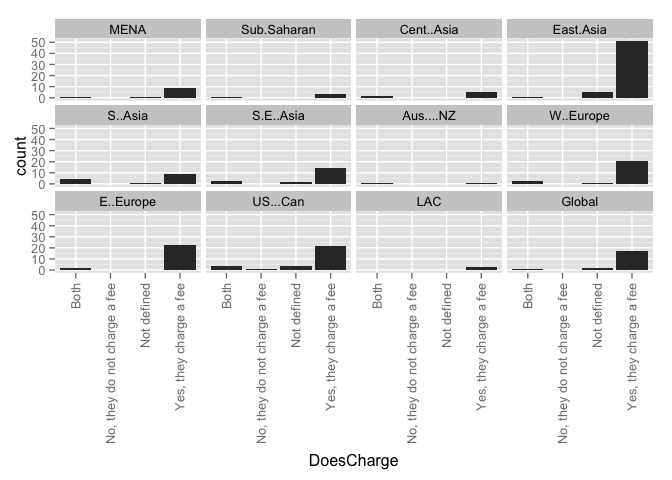 MENA Sub.Saharan Cent..Asia East.Asia
50
40
30
20
10
0
S..Asia S.E..Asia Aus....NZ W..Europe
50
40
30
20
10
0
count
E..Europe US...Can LAC Global
50
40
30
20
10
0
Both
No, they do not charge a fee
Not defined
Yes, they charge a fee
Both
No, they do not charge a fee
Not defined
Yes, they charge a fee
Both
No, they do not charge a fee
Not defined
Yes, they charge a fee
Both
No, they do not charge a fee
Not defined
Yes, they charge a fee
DoesCharge